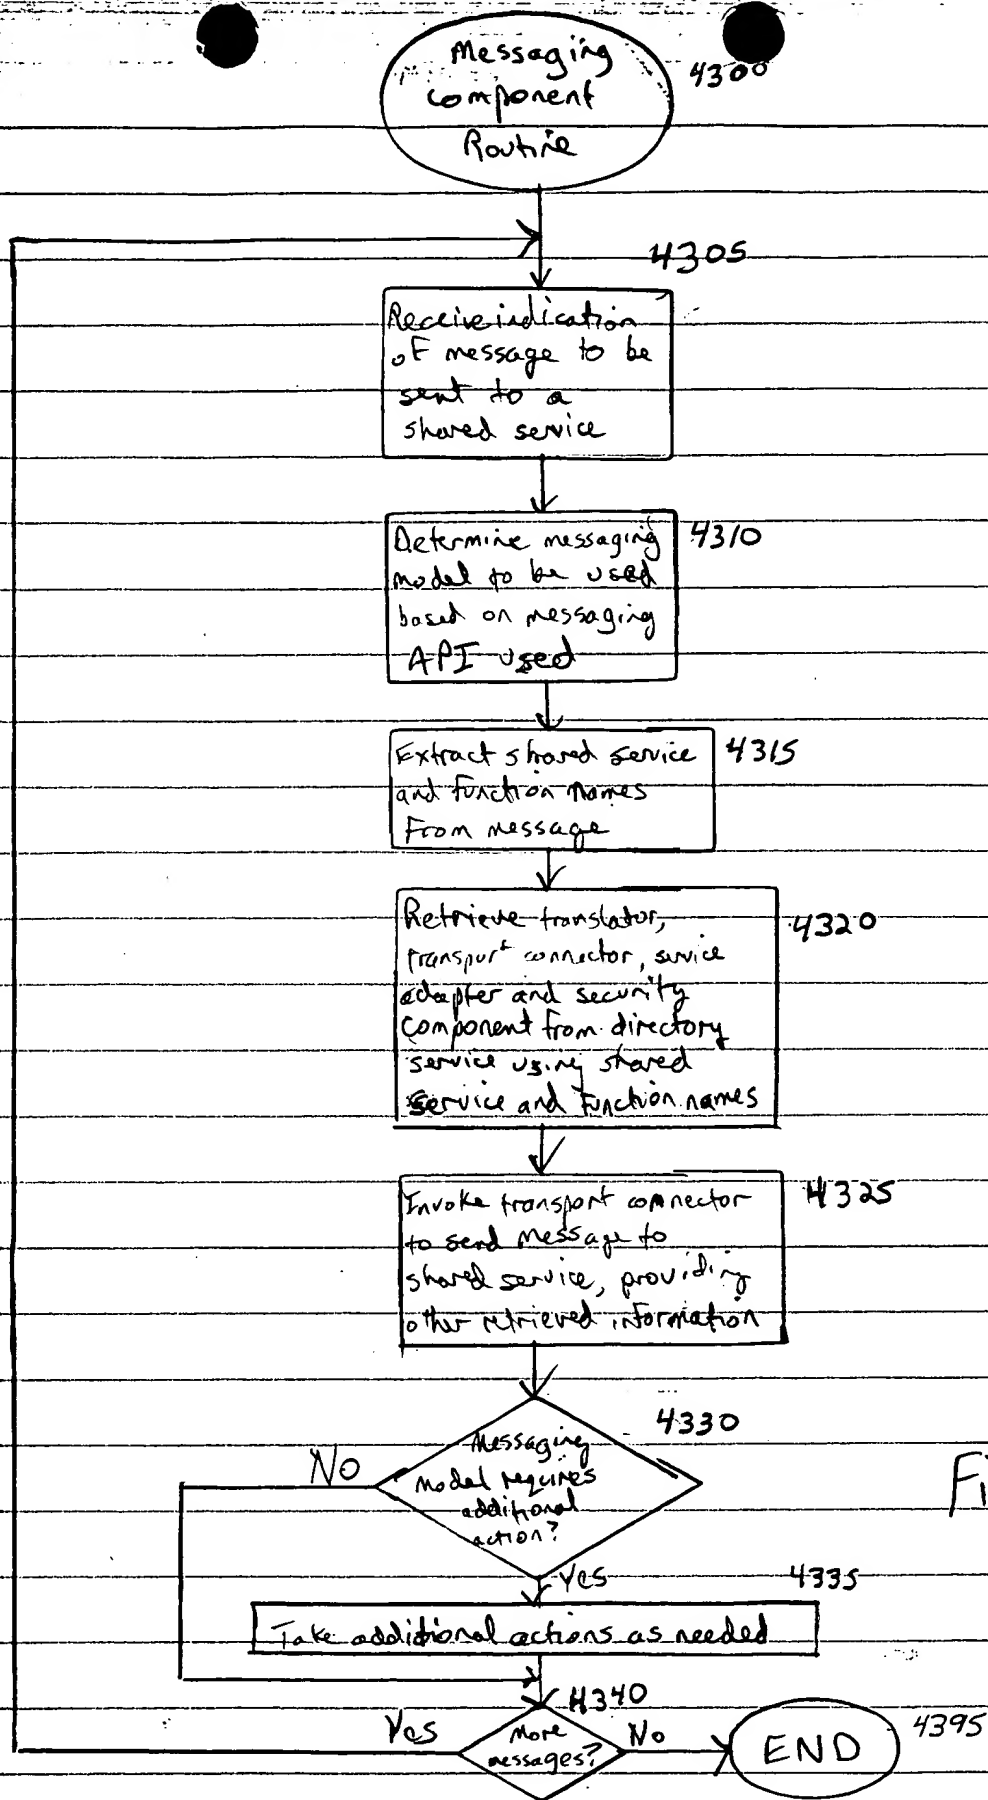 Messaging
component
Routine
4300
4305
Receive indication
of message to be
sent to a
shared service
Determine messaging
model to be used
based on messaging
API used
4310
Extract shared service
and function names
from message
4315
Retrieve translator,
transport connector, service
adapter and security
component from directory
service using shared
service and function names
4320
Invoke transport connector
to send message to
shared service, providing
other retrieved information
4325
4330
Messaging
model requires
additional
action?
No
Fi
Yes
4335
Take additional actions as needed
4340
More
messages?
Yes
No
END
4395